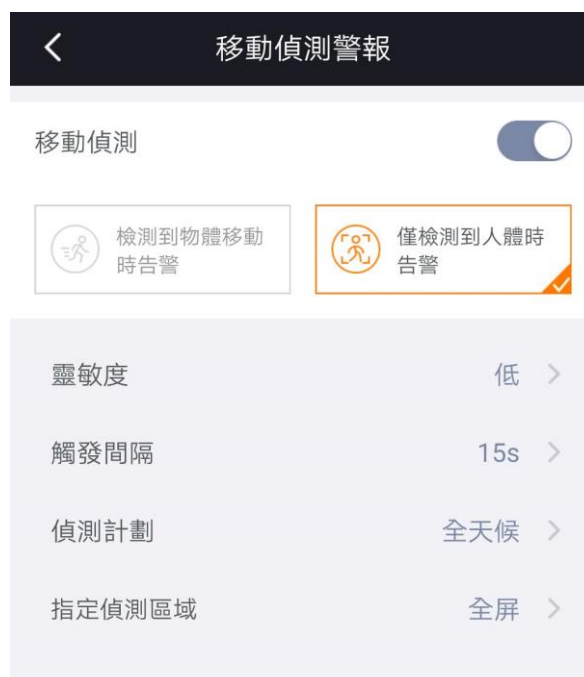 移動偵測警報
移動偵測
檢測到物體移動
時告警
僅檢測到人體時
告警
靈敏度 低
觸發間隔 15s
偵測計劃 全天候
指定偵測區域 全屏